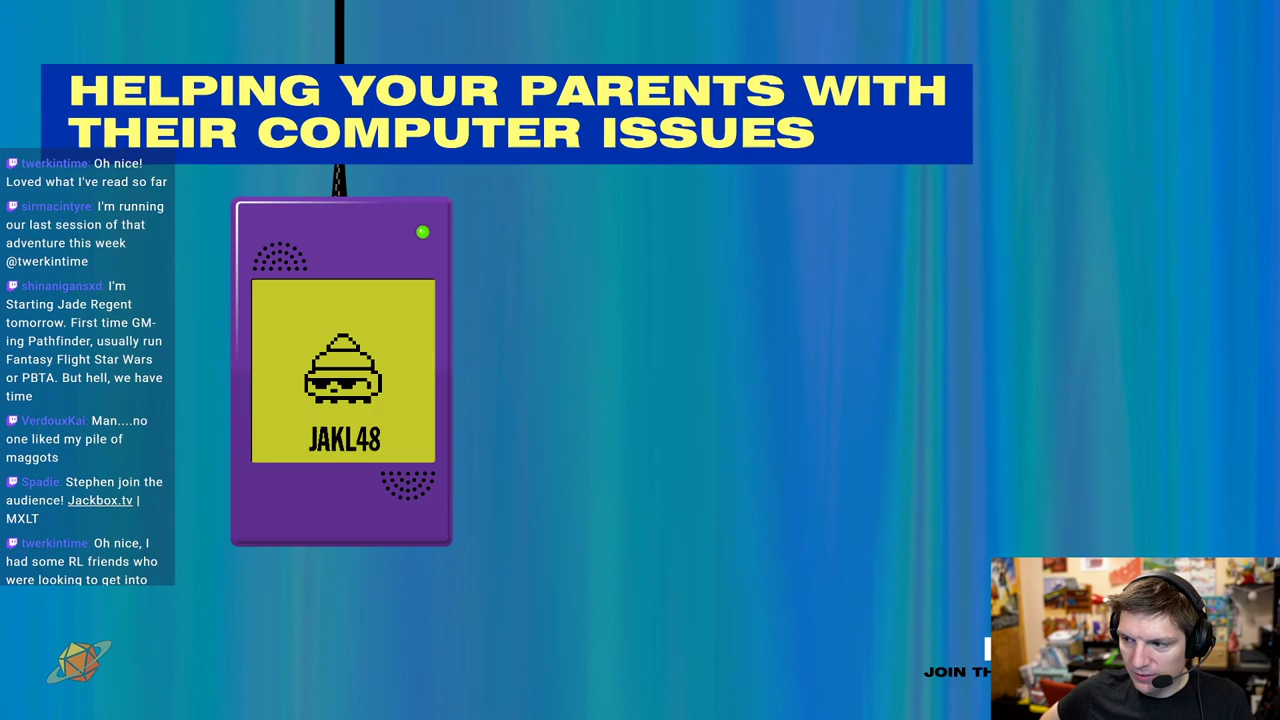 HELPING YOUR PARENTS WITH
THEIR COMPUTER ISSUES
twerkintime: Oh nice!
Loved what I've read so far
sirmacintyre: I'm running
our last session of that
adventure this week
@twerkintime
shinanigansxd: I'm
Starting Jade Regent
tomorrow. First time GM-
ing Pathfinder, usually run
Fantasy Flight Star Wars
or PBTA. But hell, we have
time
VerdouxKai: Man....no
one liked my pile of
maggots
Spadie: Stephen join the
audience! Jackbox.tv |
MXLT
twerkintime: Oh nice, I
had some RL friends who
were looking to get into
JAKL48
JOIN TH